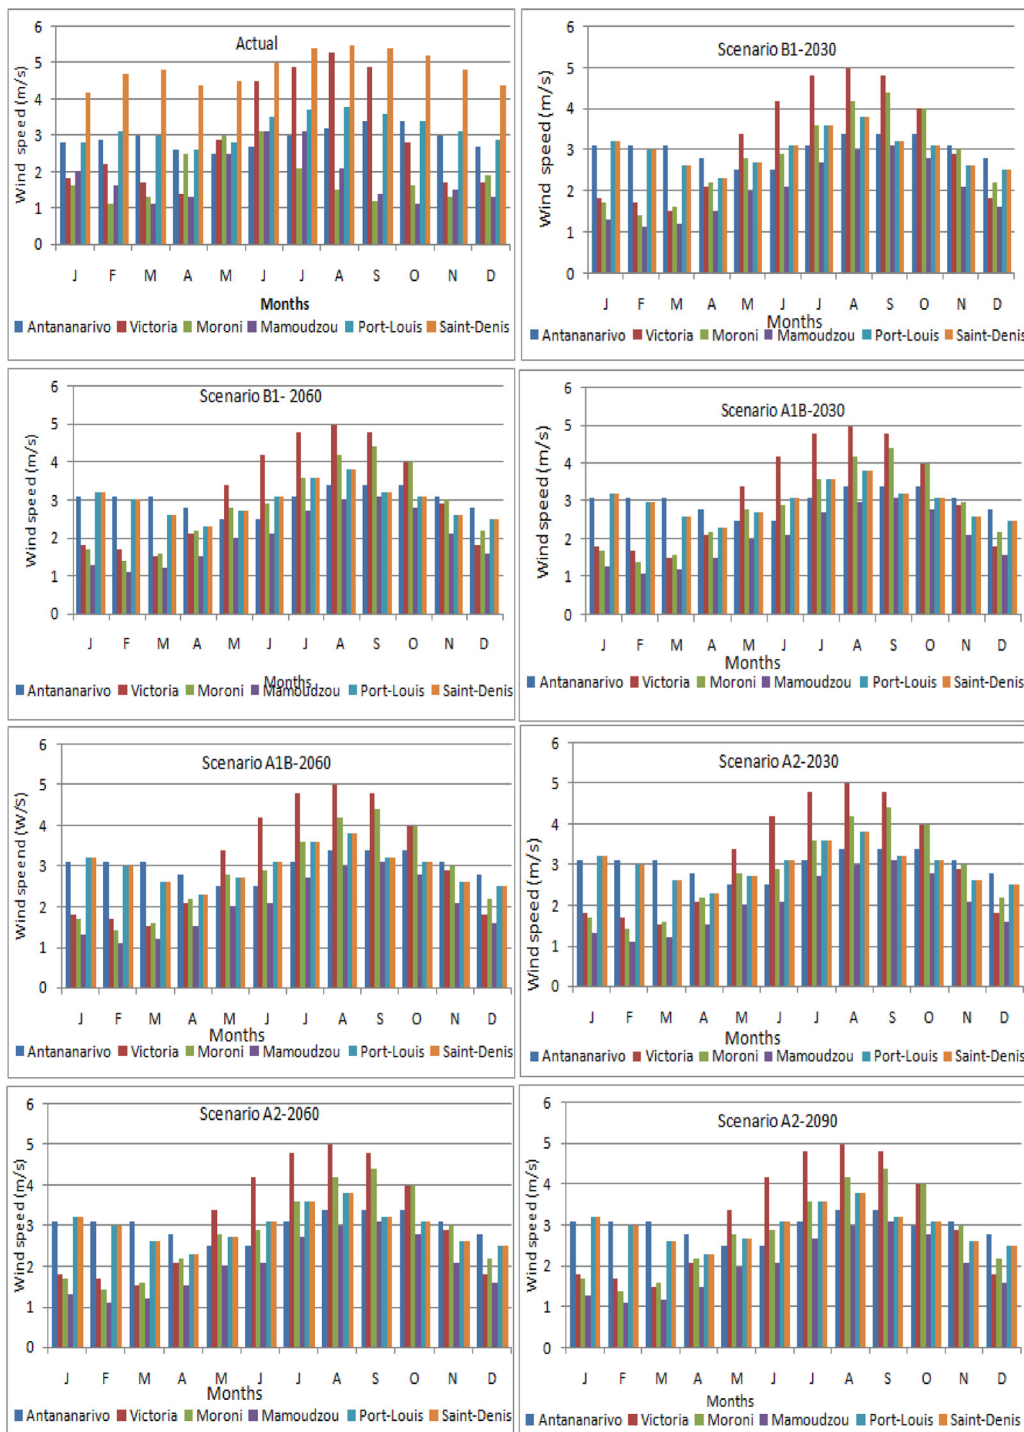 Actual
Wind speed (m/s)
6
5
4
3
2
1
0
J F M A M J J A S O N D
Months
Antananarivo Victoria Moroni Mamoudzou Port-Louis Saint-Denis
Scenario B1-2030
Wind speed (m/s)
6
5
4
3
2
1
0
J F M A M J J A S O N D
Months
Antananarivo Victoria Moroni Mamoudzou Port-Louis Saint-Denis
Scenario B1- 2060
Wind speed (m/s)
6
5
4
3
2
1
0
J F M A M J J A S O N D
Months
Antananarivo Victoria Moroni Mamoudzou Port-Louis Saint-Denis
Scenario A1B-2030
Wind speed (m/s)
6
5
4
3
2
1
0
J F M A M J J A S O N D
Months
Antananarivo Victoria Moroni Mamoudzou Port-Louis Saint-Denis
Scenario A1B-2060
Wind spend (W/S)
6
5
4
3
2
1
0
J F M A M J J A S O N D
Months
Antananarivo Victoria Moroni Mamoudzou Port-Louis Saint-Denis
Scenario A2-2030
Wind speed (m/s)
6
5
4
3
2
1
0
J F M A M J J A S O N D
Months
Antananarivo Victoria Moroni Mamoudzou Port-Louis Saint-Denis
Scenario A2-2060
Wind speed (m/s)
6
5
4
3
2
1
0
J F M A M J J A S O N D
Months
Antananarivo Victoria Moroni Mamoudzou Port-Louis Saint-Denis
Scenario A2-2090
Wind speed (m/s)
6
5
4
3
2
1
0
J F M A M J J A S O N D
Months
Antananarivo Victoria Moroni Mamoudzou Port-Louis Saint-Denis